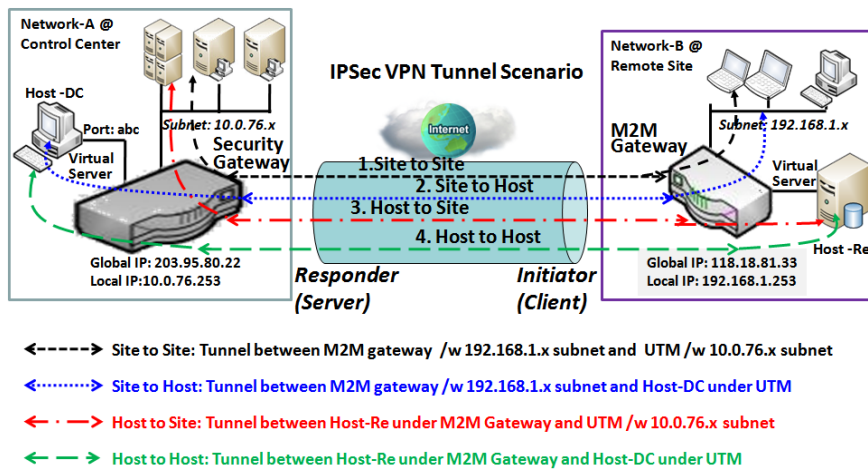 Network-A @
Control Center
Host -DC
Port: abc
Subnet: 10.0.76.x
Security
Gateway
Virtual
Server
Global IP: 203.95.80.22
Local IP:10.0.76.253
IPSec VPN Tunnel Scenario
Internet
1.Site to Site
2. Site to Host
3. Host to Site
4. Host to Host
Responder
(Server)
Initiator
(Client)
Network-B @
Remote Site
Subnet: 192.168.1.x
M2M
Gateway
Virtual
Server
Host -Re
Global IP: 118.18.81.33
Local IP: 192.168.1.253
Site to Site: Tunnel between M2M gateway /w 192.168.1.x subnet and UTM /w 10.0.76.x subnet
Site to Host: Tunnel between M2M gateway /w 192.168.1.x subnet and Host-DC under UTM
Host to Site: Tunnel between Host-Re under M2M Gateway and UTM /w 10.0.76.x subnet
Host to Host: Tunnel between Host-Re under M2M Gateway and Host-DC under UTM